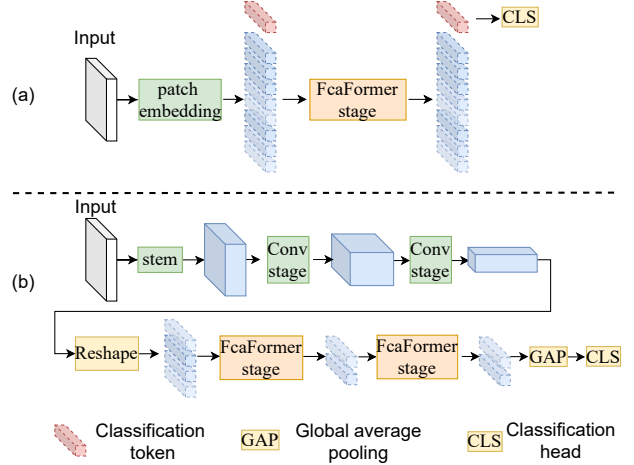 Input
CLS
(a)
patch
embedding
FcaFormer
stage
Input
(b)
stem
Conv
stage
Conv
stage
Reshape
FcaFormer
stage
FcaFormer
stage
GAP
CLS
Classification
token
GAP
Global average
pooling
CLS
Classification
head